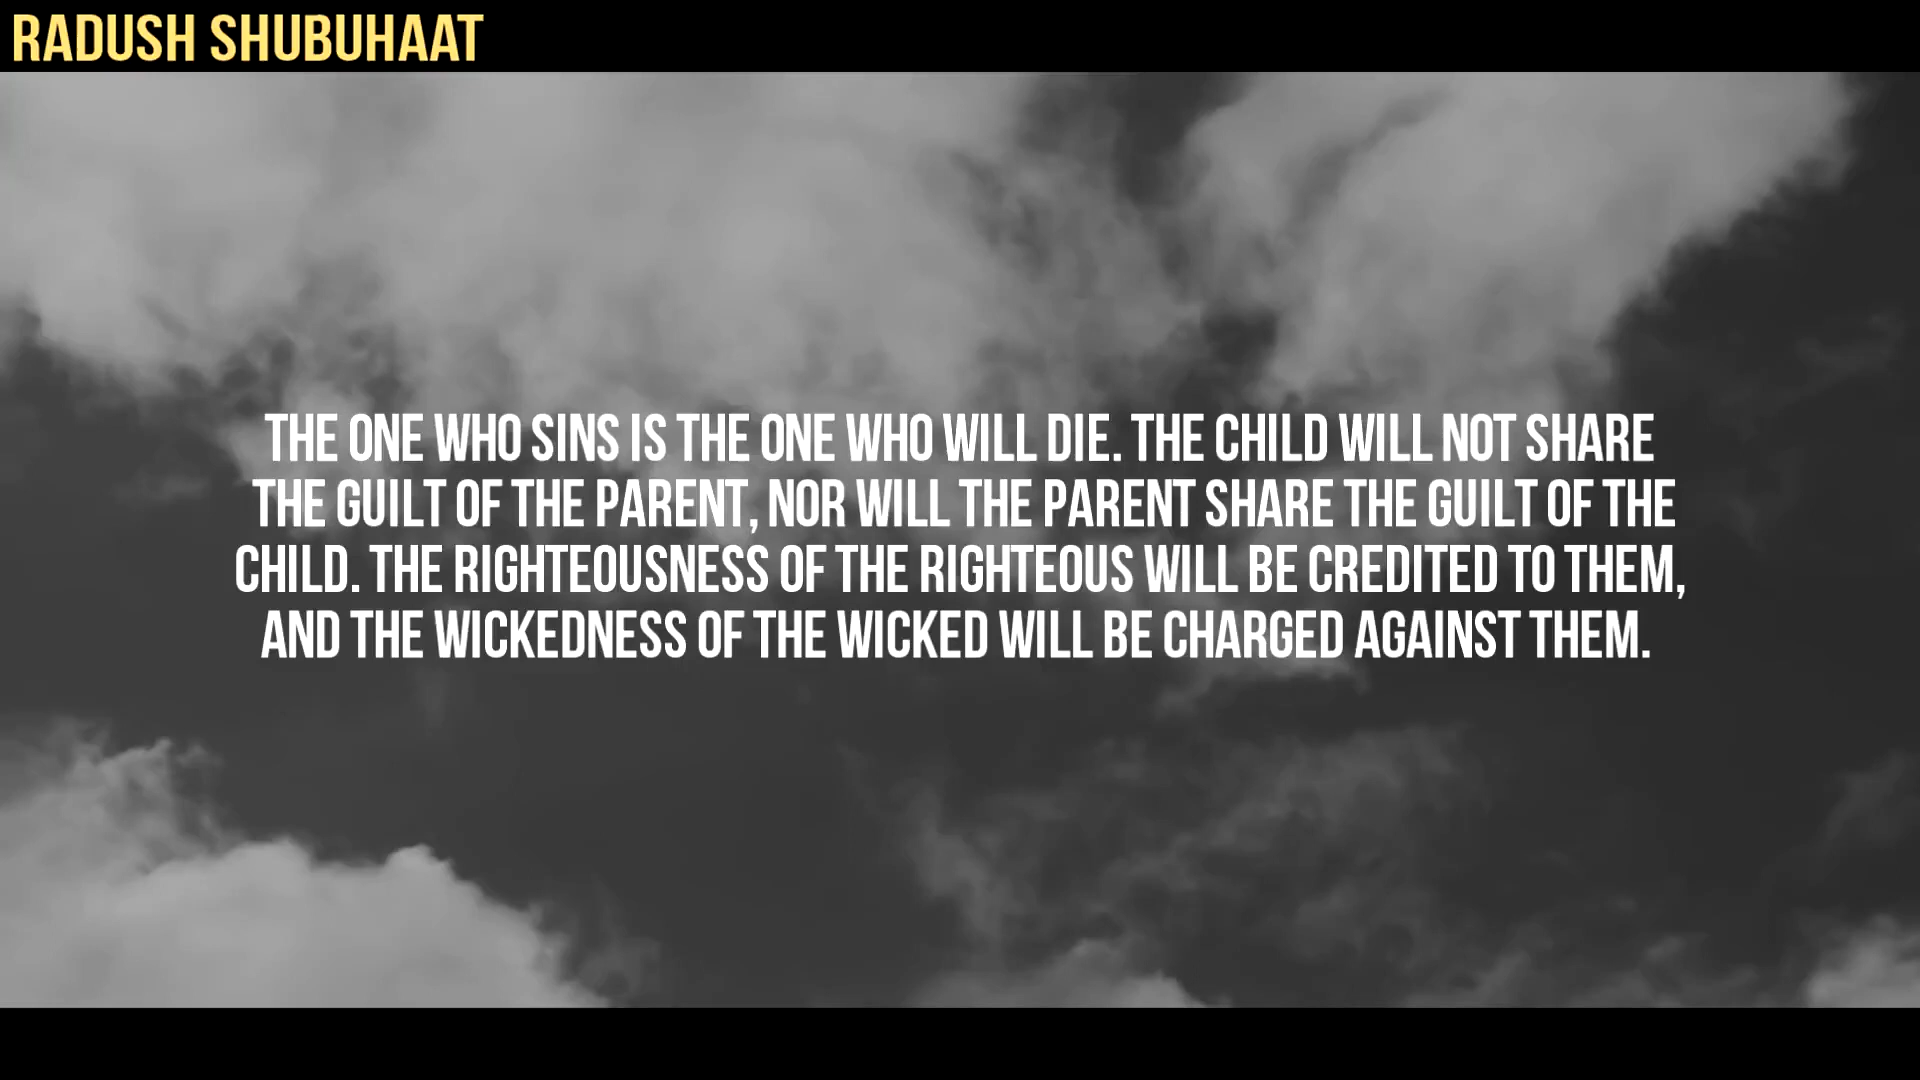 RADUSH SHUBUHAAT
THE ONE WHO SINS IS THE ONE WHO WILL DIE. THE CHILD WILL NOT SHARE
THE GUILT OF THE PARENT, NOR WILL THE PARENT SHARE THE GUILT OF THE
CHILD. THE RIGHTEOUSNESS OF THE RIGHTEOUS WILL BE CREDITED TO THEM,
AND THE WICKEDNESS OF THE WICKED WILL BE CHARGED AGAINST THEM.